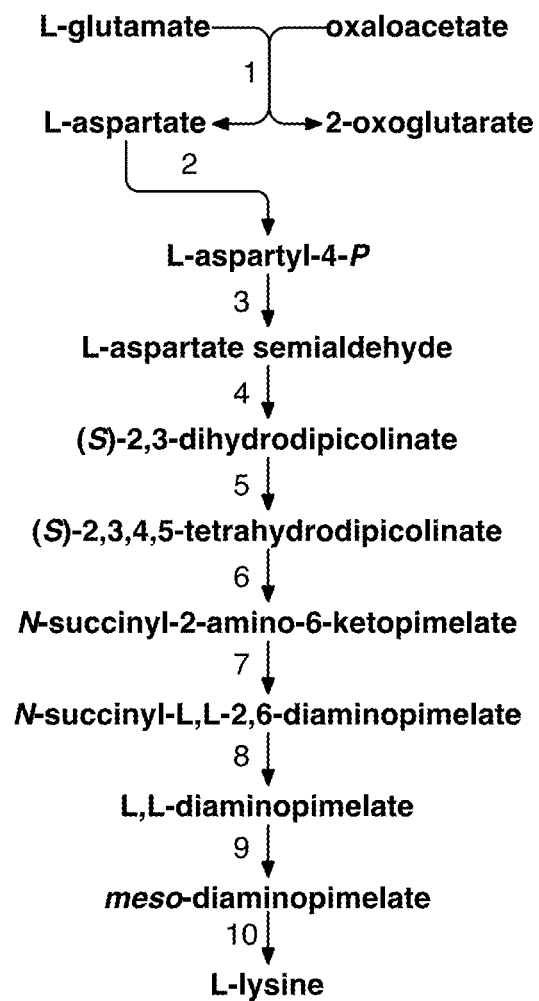 L-glutamate oxaloacetate
1
L-aspartate 2-oxoglutarate
2
L-aspartyl-4-P
3
L-aspartate semialdehyde
4
(S)-2,3-dihydrodipicolinate
5
(S)-2,3,4,5-tetrahydrodipicolinate
6
N-succinyl-2-amino-6-ketopimelate
7
N-succinyl-L,L-2,6-diaminopimelate
8
L,L-diaminopimelate
9
meso-diaminopimelate
10
L-lysine